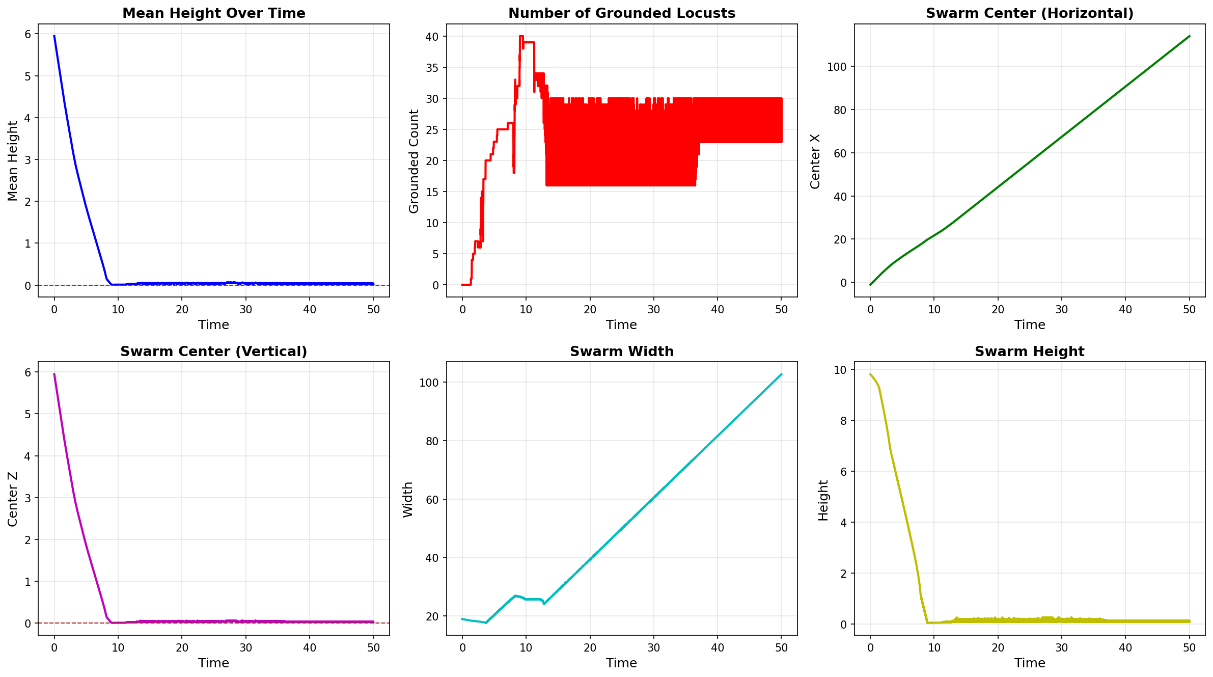 Mean Height Over Time
Mean Height
6
5
4
3
2
1
0
0 10 20 30 40 50
Time
Number of Grounded Locusts
Grounded Count
40
35
30
25
20
15
10
5
0
0 10 20 30 40 50
Time
Swarm Center (Horizontal)
Center X
100
80
60
40
20
0
0 10 20 30 40 50
Time
Swarm Center (Vertical)
Center Z
6
5
4
3
2
1
0
0 10 20 30 40 50
Time
Swarm Width
Width
100
80
60
40
20
0 10 20 30 40 50
Time
Swarm Height
Height
10
8
6
4
2
0
0 10 20 30 40 50
Time